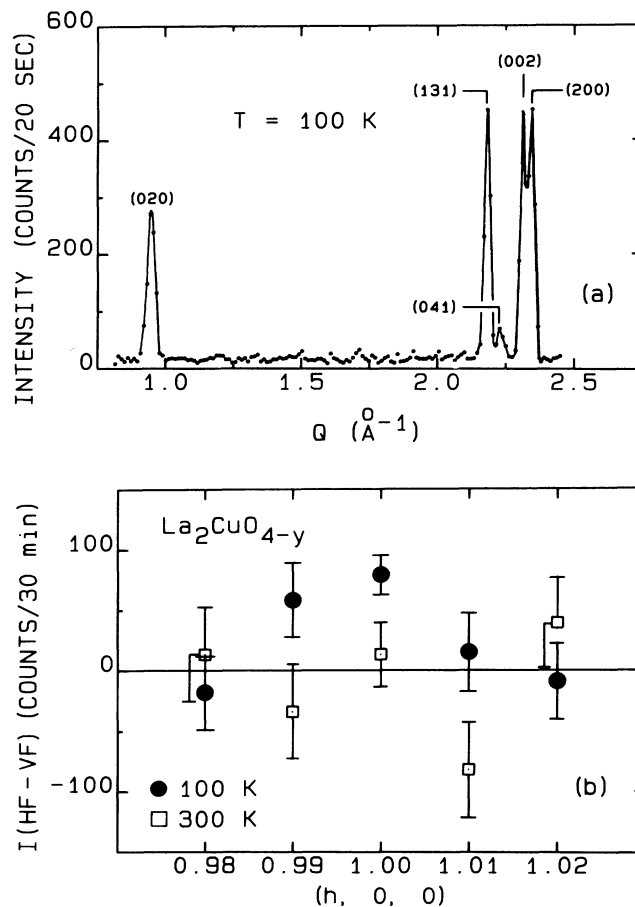 600
(002)
(131)
(200)
T = 100 K
400
(020)
200
(041)
(a)
0
1.0
1.5
2.0
2.5
INTENSITY (COUNTS/20 SEC)
Q (Å⁻¹)
La₂CuO₄₋y
100
0
-100
100 K
300 K
(b)
0.98
0.99
1.00
1.01
1.02
I(HF-VF) (COUNTS/30 min)
(h, 0, 0)